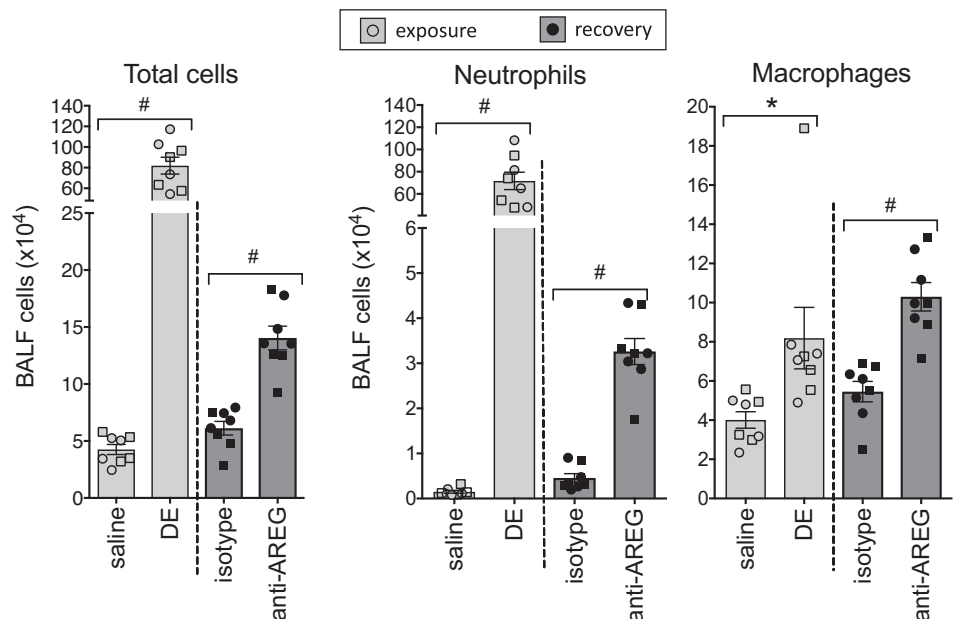 exposure recovery
Total cells
Neutrophils
Macrophages
BALF cells (x10⁴)
140
120
100
80
60
25
20
15
10
5
0
#
#
saline
DE
isotype
anti-AREG
BALF cells (x10⁴)
140
120
100
80
60
6
5
4
3
2
1
0
#
#
saline
DE
isotype
anti-AREG
20
18
16
14
12
10
8
6
4
2
0
*
#
saline
DE
isotype
anti-AREG